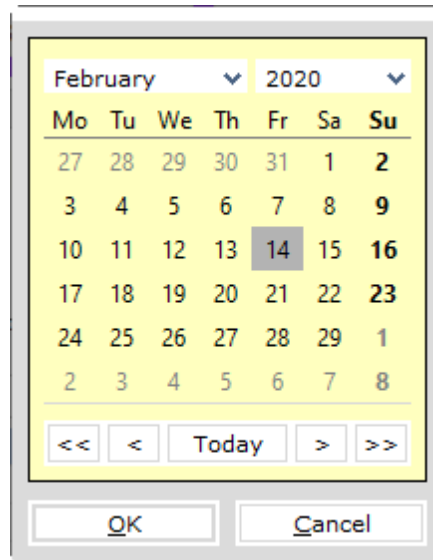 February 2020
Mo Tu We Th Fr Sa Su
27 28 29 30 31 1 2
3 4 5 6 7 8 9
10 11 12 13 14 15 16
17 18 19 20 21 22 23
24 25 26 27 28 29 1
2 3 4 5 6 7 8
<< < Today > >>
OK Cancel